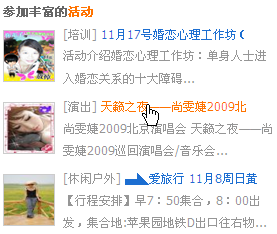 参加丰富的活动
[培训] 11月17号婚恋心理工作坊（
活动介绍婚恋心理工作坊：单身人士进
入婚恋关系的十大障碍...
[演出] 天籁之夜——尚雯婕2009北
尚雯婕2009北京演唱会 天籁之夜——
尚雯婕2009巡回演唱会/音乐会...
[休闲户外] 爱旅行 11月8周日黄
【行程安排】早7：50集合，8：00出
发，集合地:苹果园地铁D出口往右物...